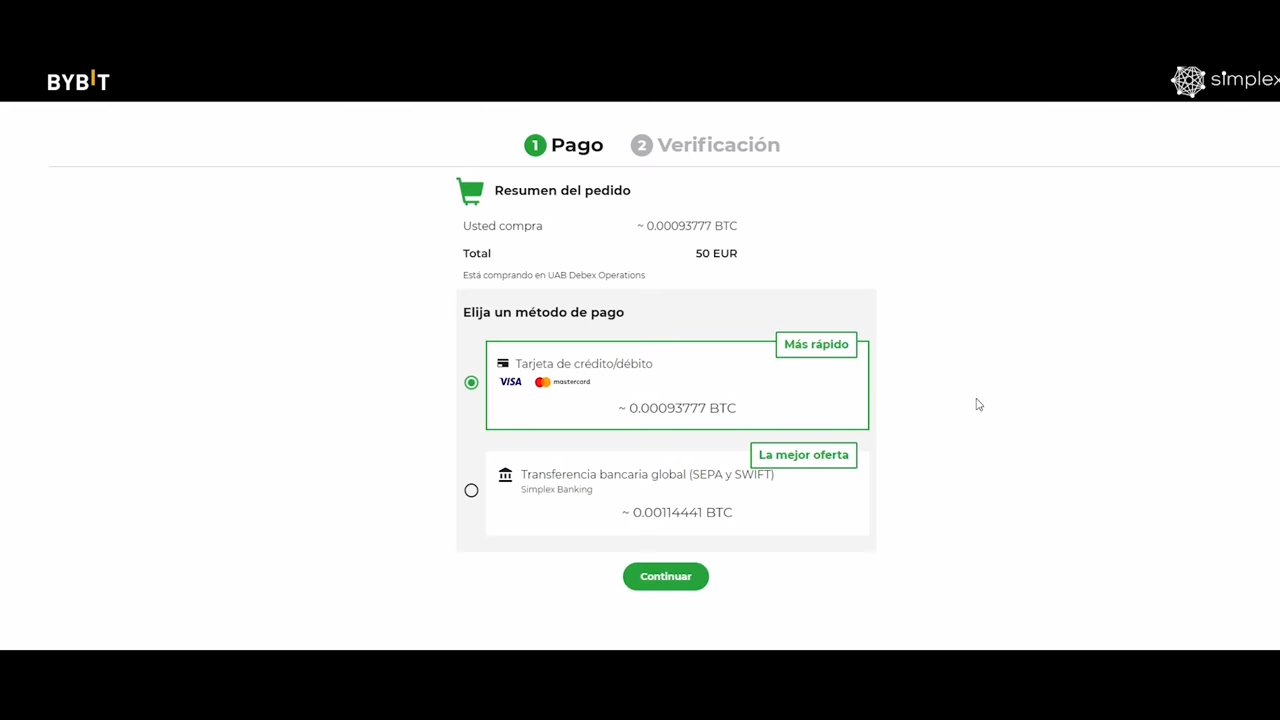 BYBIT
simplex
1 Pago 2 Verificación
Resumen del pedido
Usted compra ~ 0.00093777 BTC
Total 50 EUR
Está comprando en UAB Debex Operations
Elija un método de pago
Más rápido
Tarjeta de crédito/débito
VISA mastercard
~ 0.00093777 BTC
La mejor oferta
Transferencia bancaria global (SEPA y SWIFT)
Simplex Banking
~ 0.00114441 BTC
Continuar